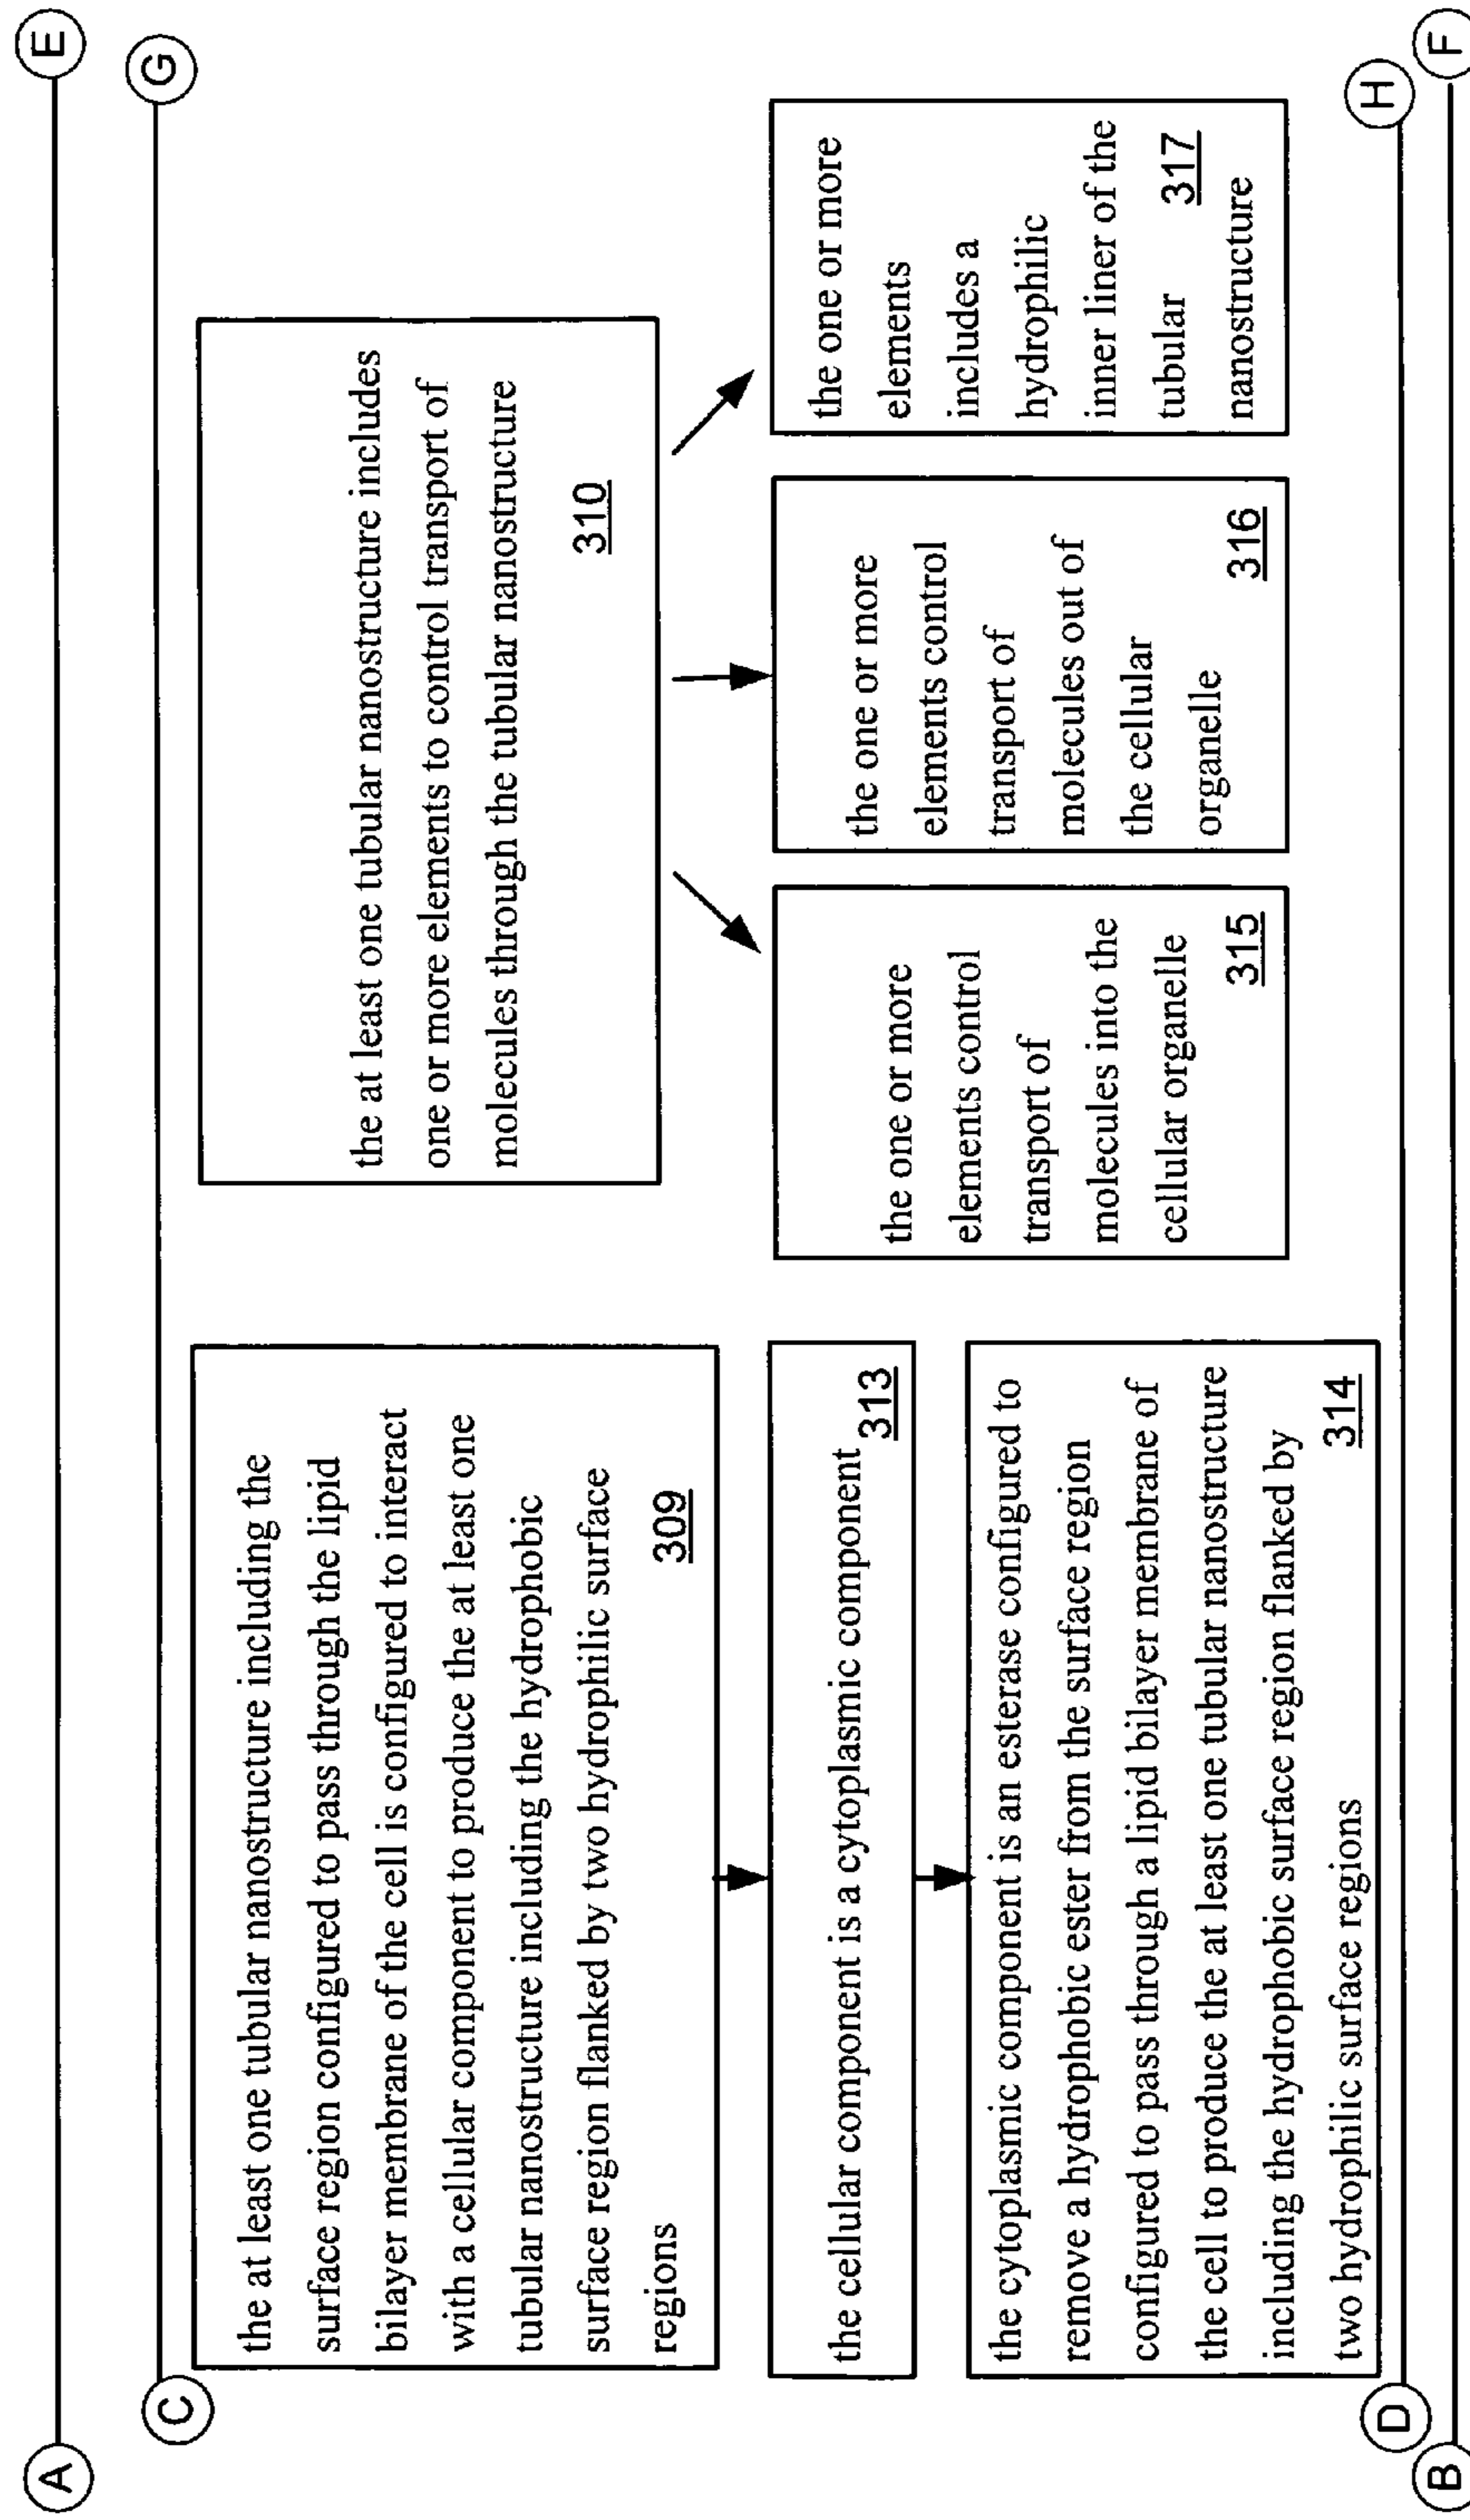 A
E
C
G
the at least one tubular nanostructure including the
surface region configured to pass through the lipid
bilayer membrane of the cell is configured to interact
with a cellular component to produce the at least one
tubular nanostructure including the hydrophobic
surface region flanked by two hydrophilic surface
regions
309
the cellular component is a cytoplasmic component
313
the cytoplasmic component is an esterase configured to
remove a hydrophobic ester from the surface region
configured to pass through a lipid bilayer membrane of
the cell to produce the at least one tubular nanostructure
including the hydrophobic surface region flanked by
two hydrophilic surface regions
314
the at least one tubular nanostructure includes
one or more elements to control transport of
molecules through the tubular nanostructure
310
the one or more
elements control
transport of
molecules into the
cellular organelle
315
the one or more
elements control
transport of
molecules out of
the cellular
organelle
316
the one or more
elements
includes a
hydrophilic
inner liner of the
tubular
317
nanostructure
D
H
B
F